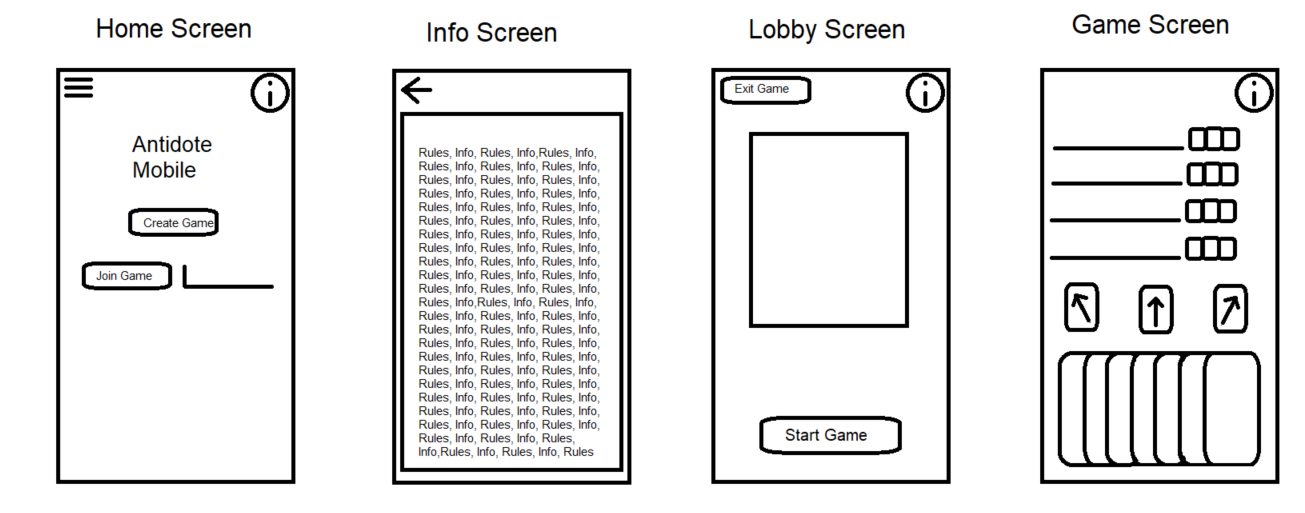 Home Screen
Info Screen
Lobby Screen
Game Screen
i
Antidote
Mobile
Create Game
Join Game
Rules, Info, Rules, Info,Rules, Info,
Rules, Info, Rules, Info, Rules, Info,
Rules, Info, Rules, Info, Rules, Info,
Rules, Info, Rules, Info, Rules, Info,
Rules, Info, Rules, Info, Rules, Info,
Rules, Info, Rules, Info, Rules, Info,
Rules, Info, Rules, Info, Rules, Info,
Rules, Info, Rules, Info, Rules, Info,
Rules, Info, Rules, Info, Rules, Info,
Rules, Info, Rules, Info, Rules, Info,
Rules, Info, Rules, Info, Rules, Info,
Rules, Info,Rules, Info, Rules, Info,
Rules, Info, Rules, Info, Rules, Info,
Rules, Info, Rules, Info, Rules, Info,
Rules, Info, Rules, Info, Rules, Info,
Rules, Info, Rules, Info, Rules, Info,
Rules, Info, Rules, Info, Rules, Info,
Rules, Info, Rules, Info, Rules, Info,
Rules, Info, Rules, Info, Rules, Info,
Rules, Info, Rules, Info, Rules, Info,
Rules, Info, Rules, Info, Rules, Info,
Rules, Info, Rules, Info, Rules,
Info,Rules, Info, Rules, Info, Rules
Exit Game
i
Start Game
i